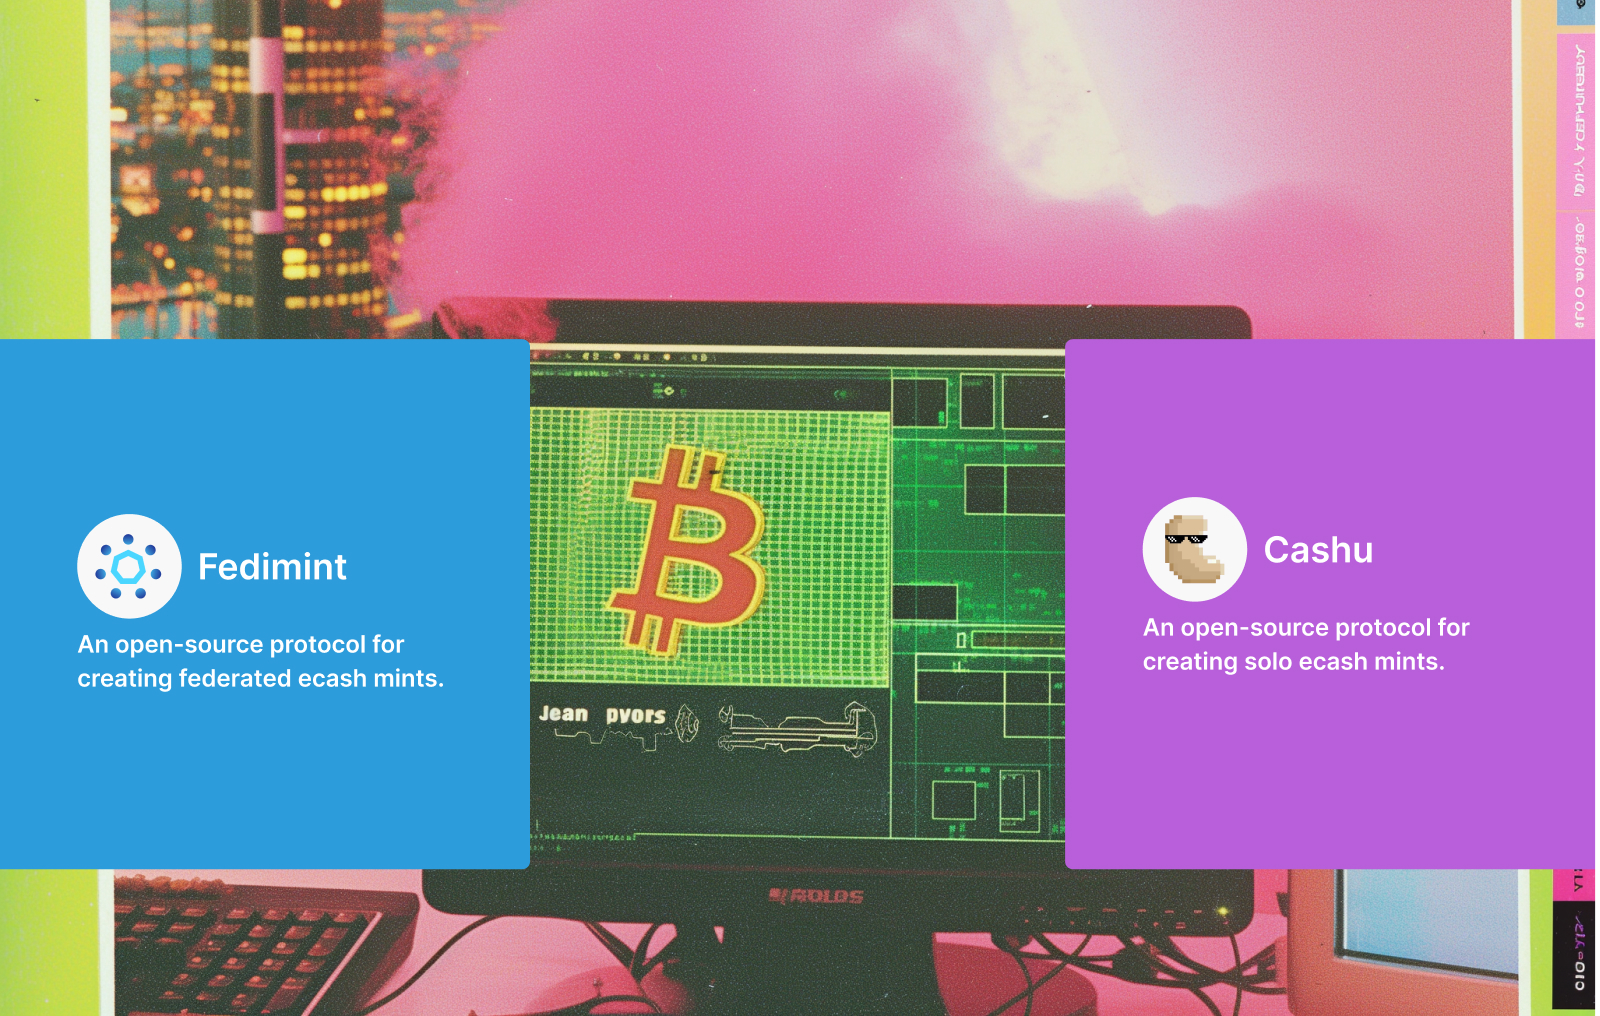 Fedimint
An open-source protocol for
creating federated ecash mints.
Jean pvors
Cashu
An open-source protocol for
creating solo ecash mints.